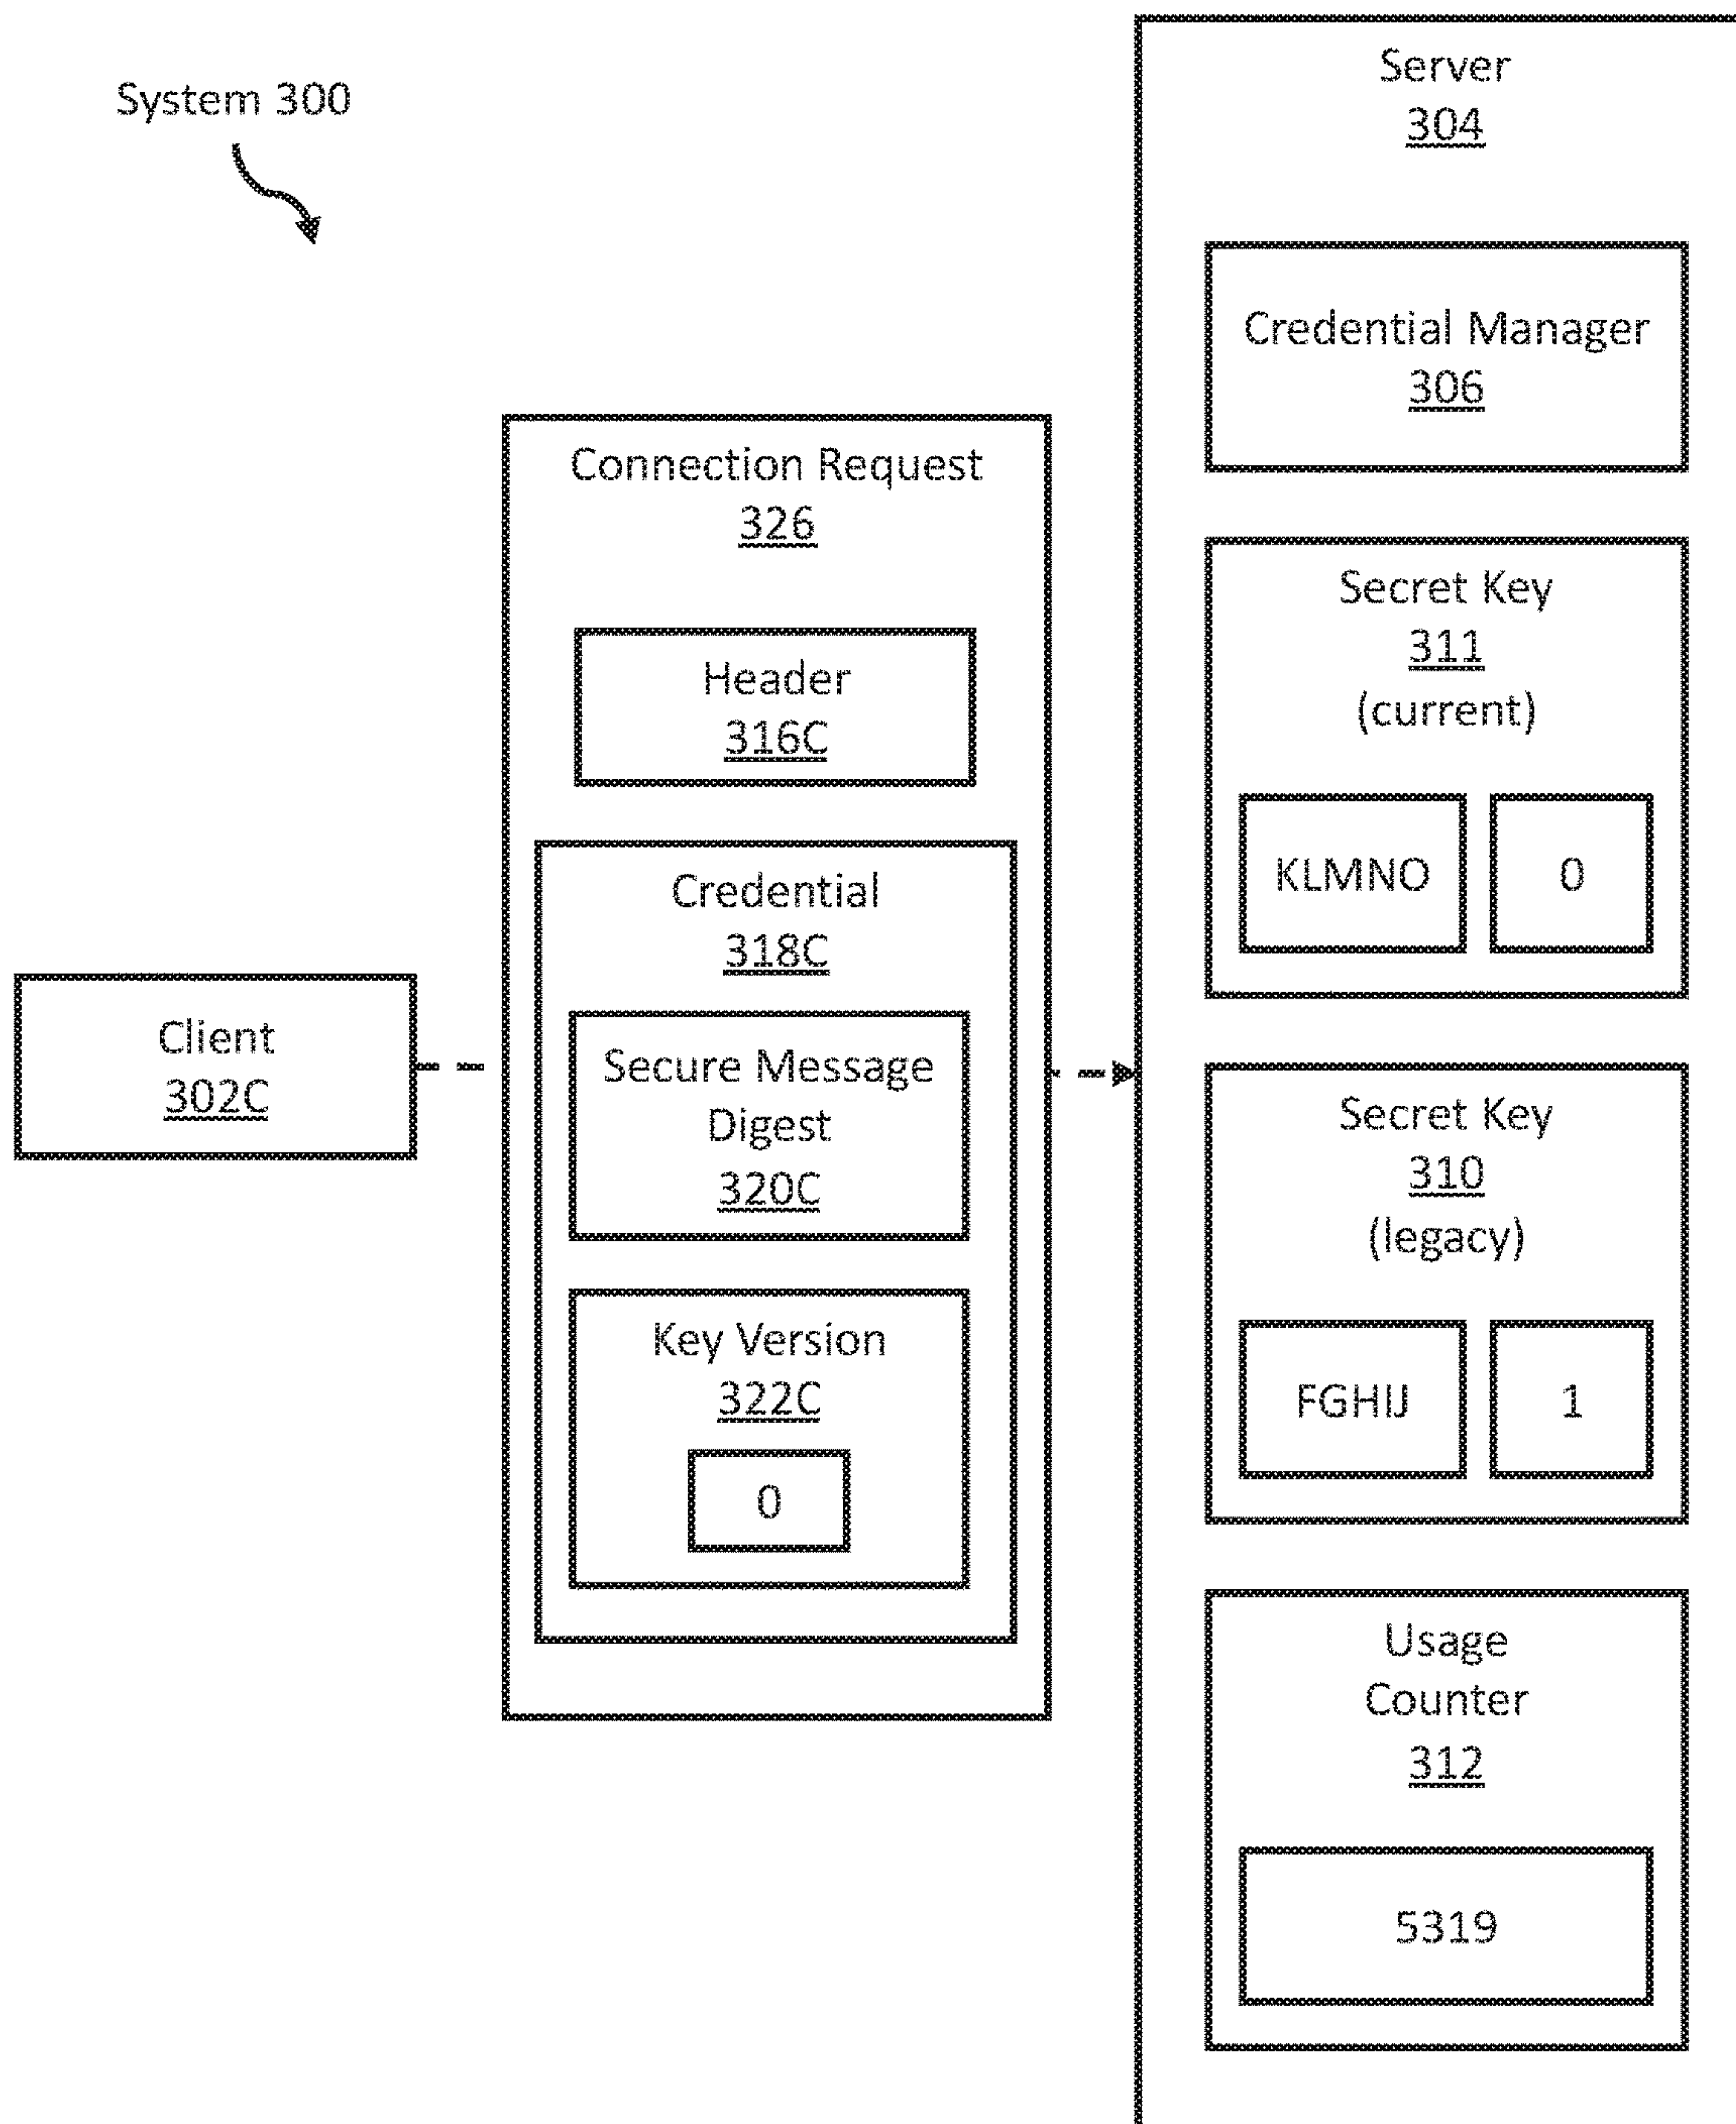 System 300
Client
302C
Connection Request
326
Header
316C
Credential
318C
Secure Message
Digest
320C
Key Version
322C
0
Server
304
Credential Manager
306
Secret Key
311
(current)
KLMNO 0
Secret Key
310
(legacy)
FGHIJ 1
Usage
Counter
312
5319